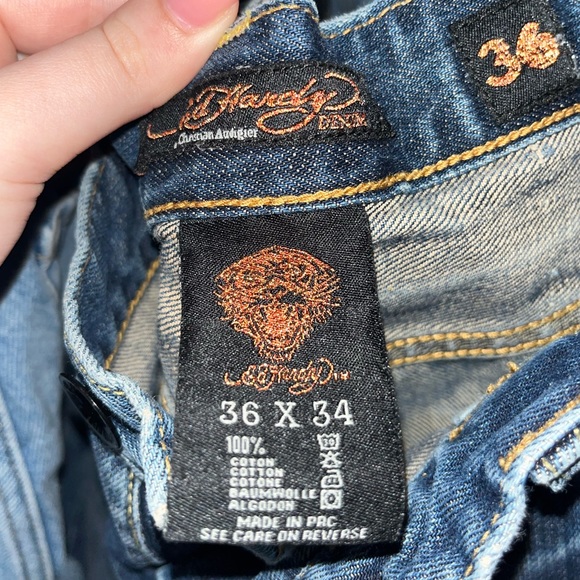 Ed Hardy
DENIM
Christian Audigier
36
Ed Hardy
36 X 34
100%
COTON
COTTON
COTONE
BAUMWOLLE
ALGODON
MADE IN PRC
SEE CARE ON REVERSE